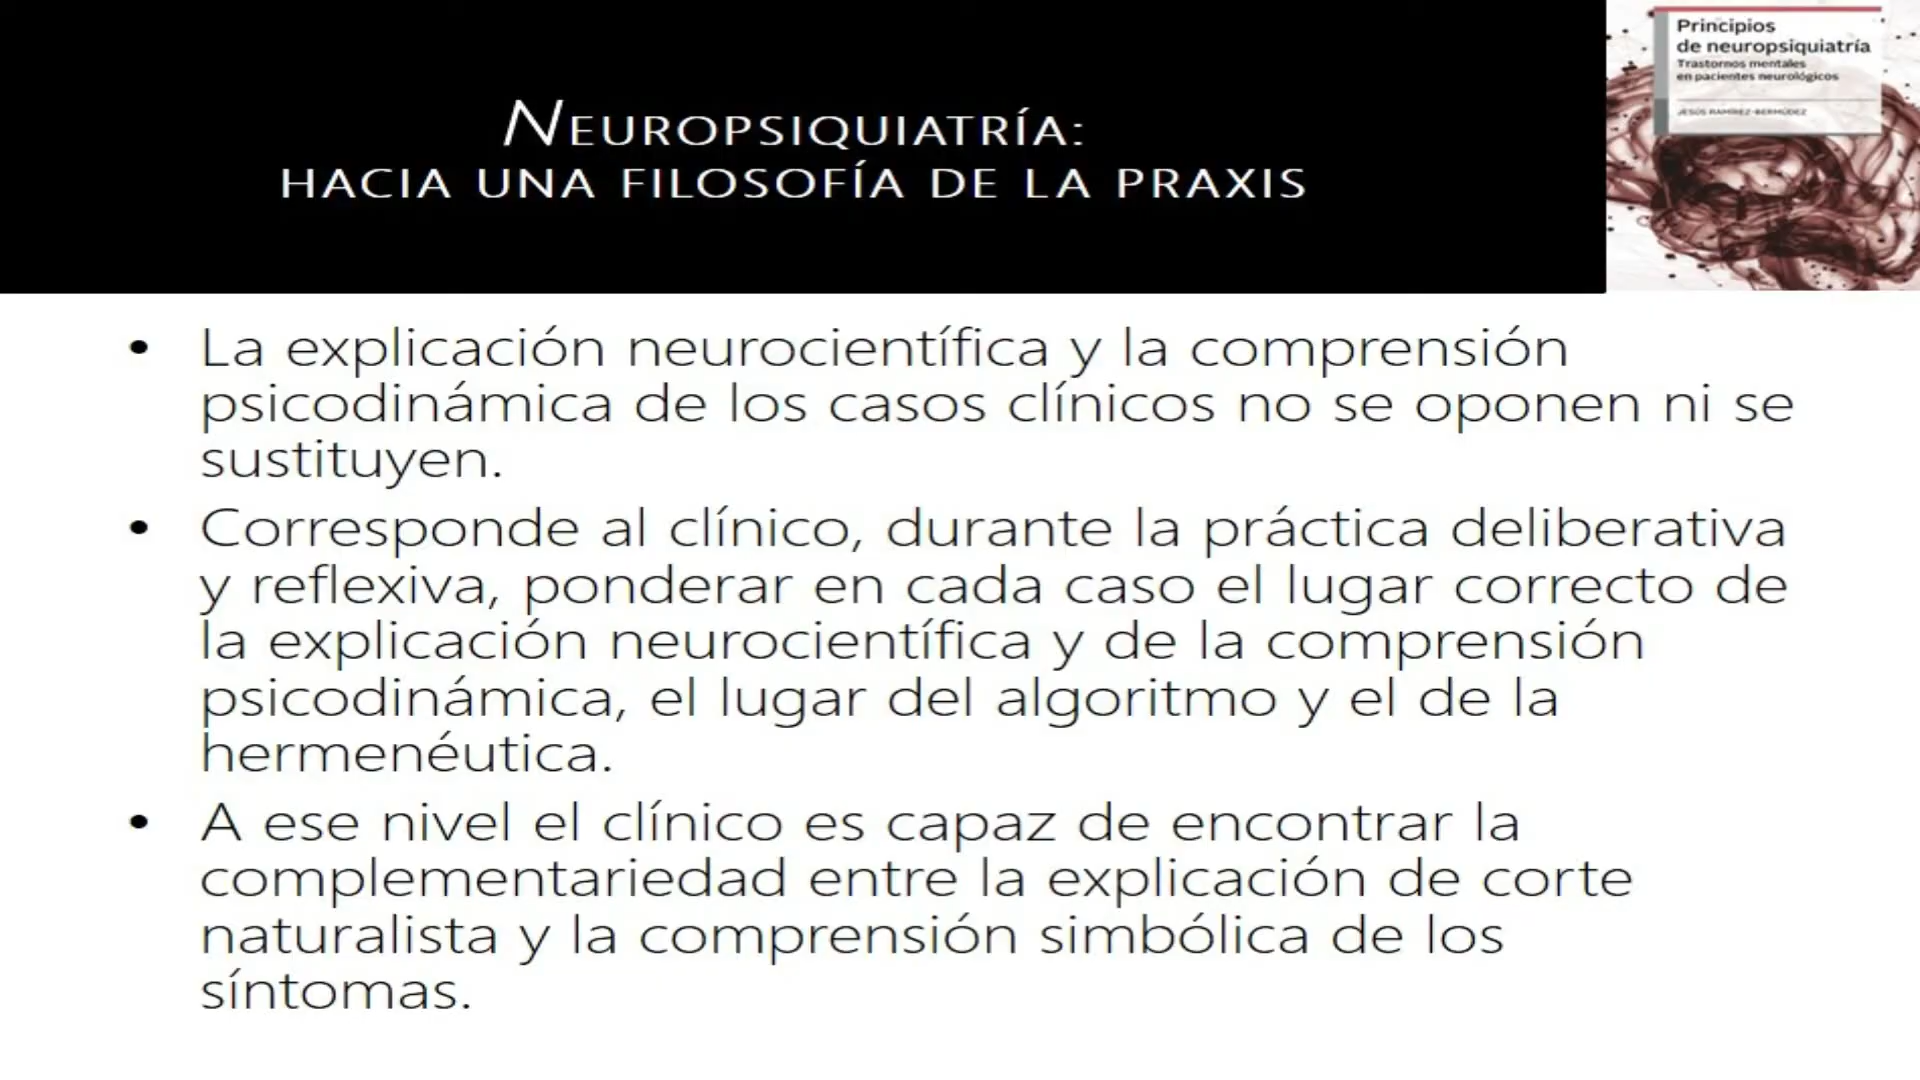 NEUROPSIQUIATRÍA:
HACIA UNA FILOSOFÍA DE LA PRAXIS
Principios
de neuropsiquiatría
Trastornos mentales
en pacientes neurológicos
JESÚS RAMÍREZ-BERMÚDEZ
• La explicación neurocientífica y la comprensión
psicodinámica de los casos clínicos no se oponen ni se
sustituyen.
• Corresponde al clínico, durante la práctica deliberativa
y reflexiva, ponderar en cada caso el lugar correcto de
la explicación neurocientífica y de la comprensión
psicodinámica, el lugar del algoritmo y el de la
hermenéutica.
• A ese nivel el clínico es capaz de encontrar la
complementariedad entre la explicación de corte
naturalista y la comprensión simbólica de los
síntomas.